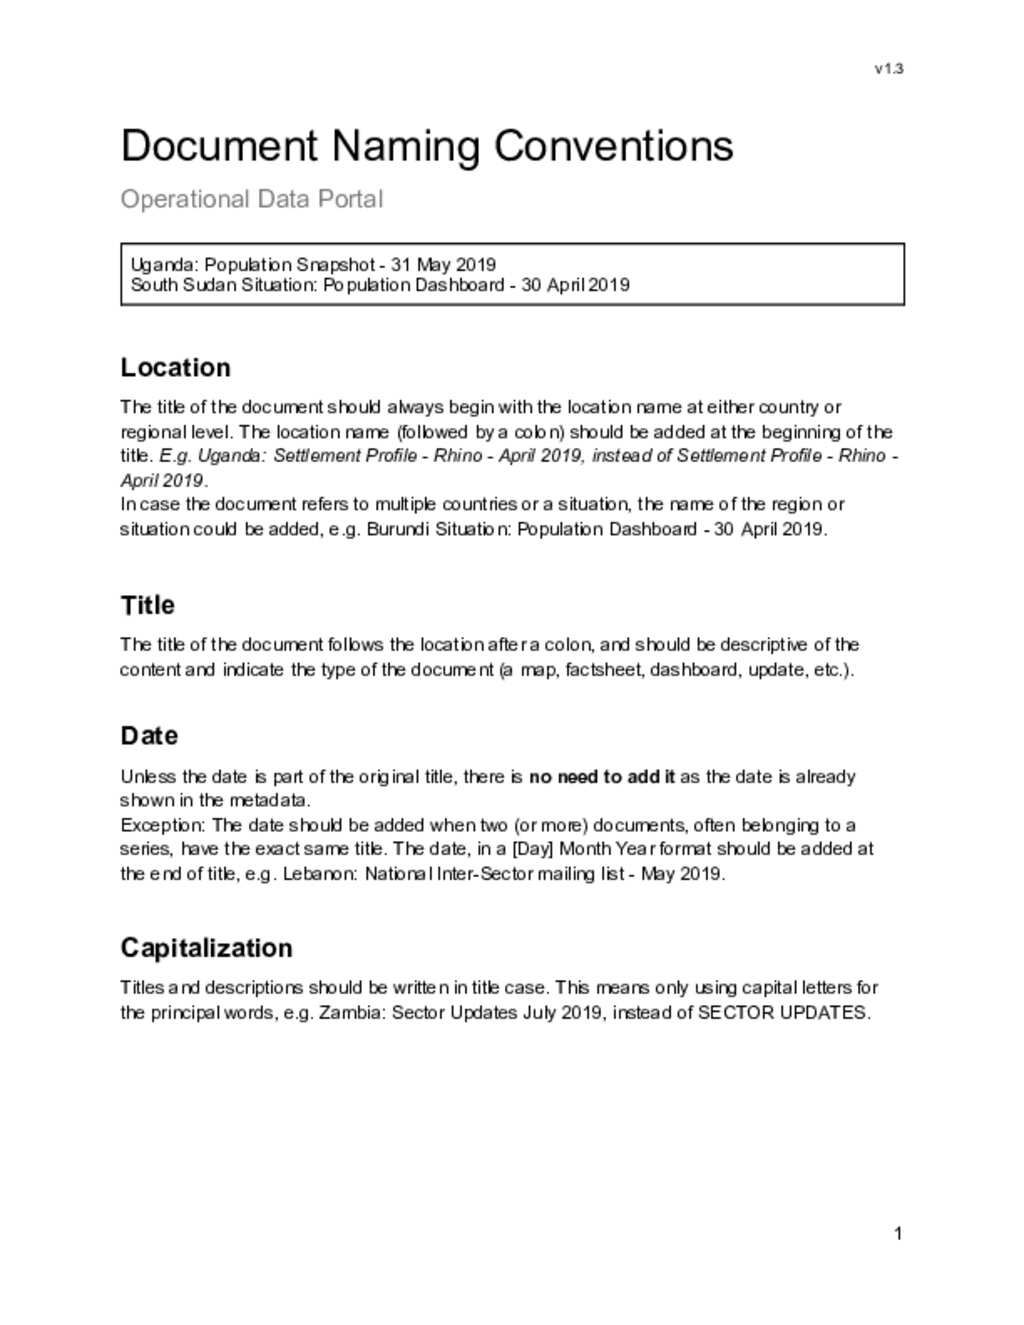 v1.3
Document Naming Conventions
Operational Data Portal
Uganda: Population Snapshot - 31 May 2019
South Sudan Situation: Population Dashboard - 30 April 2019
Location
The title of the document should always begin with the location name at either country or
regional level. The location name (followed by a colon) should be added at the beginning of the
title. E.g. Uganda: Settlement Profile - Rhino - April 2019, instead of Settlement Profile - Rhino -
April 2019.
In case the document refers to multiple countries or a situation, the name of the region or
situation could be added, e.g. Burundi Situation: Population Dashboard - 30 April 2019.
Title
The title of the document follows the location after a colon, and should be descriptive of the
content and indicate the type of the document (a map, factsheet, dashboard, update, etc.).
Date
Unless the date is part of the original title, there is no need to add it as the date is already
shown in the metadata.
Exception: The date should be added when two (or more) documents, often belonging to a
series, have the exact same title. The date, in a [Day] Month Year format should be added at
the end of title, e.g. Lebanon: National Inter-Sector mailing list - May 2019.
Capitalization
Titles and descriptions should be written in title case. This means only using capital letters for
the principal words, e.g. Zambia: Sector Updates July 2019, instead of SECTOR UPDATES.
1